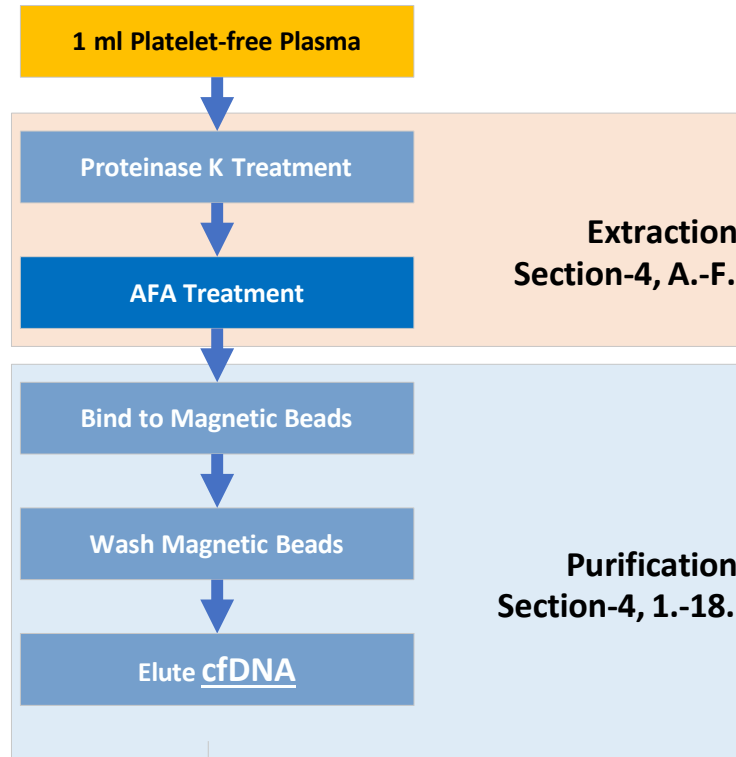 1 ml Platelet-free Plasma
Proteinase K Treatment
AFA Treatment
Extraction
Section-4, A.-F.
Bind to Magnetic Beads
Wash Magnetic Beads
Elute cfDNA
Purification
Section-4, 1.-18.